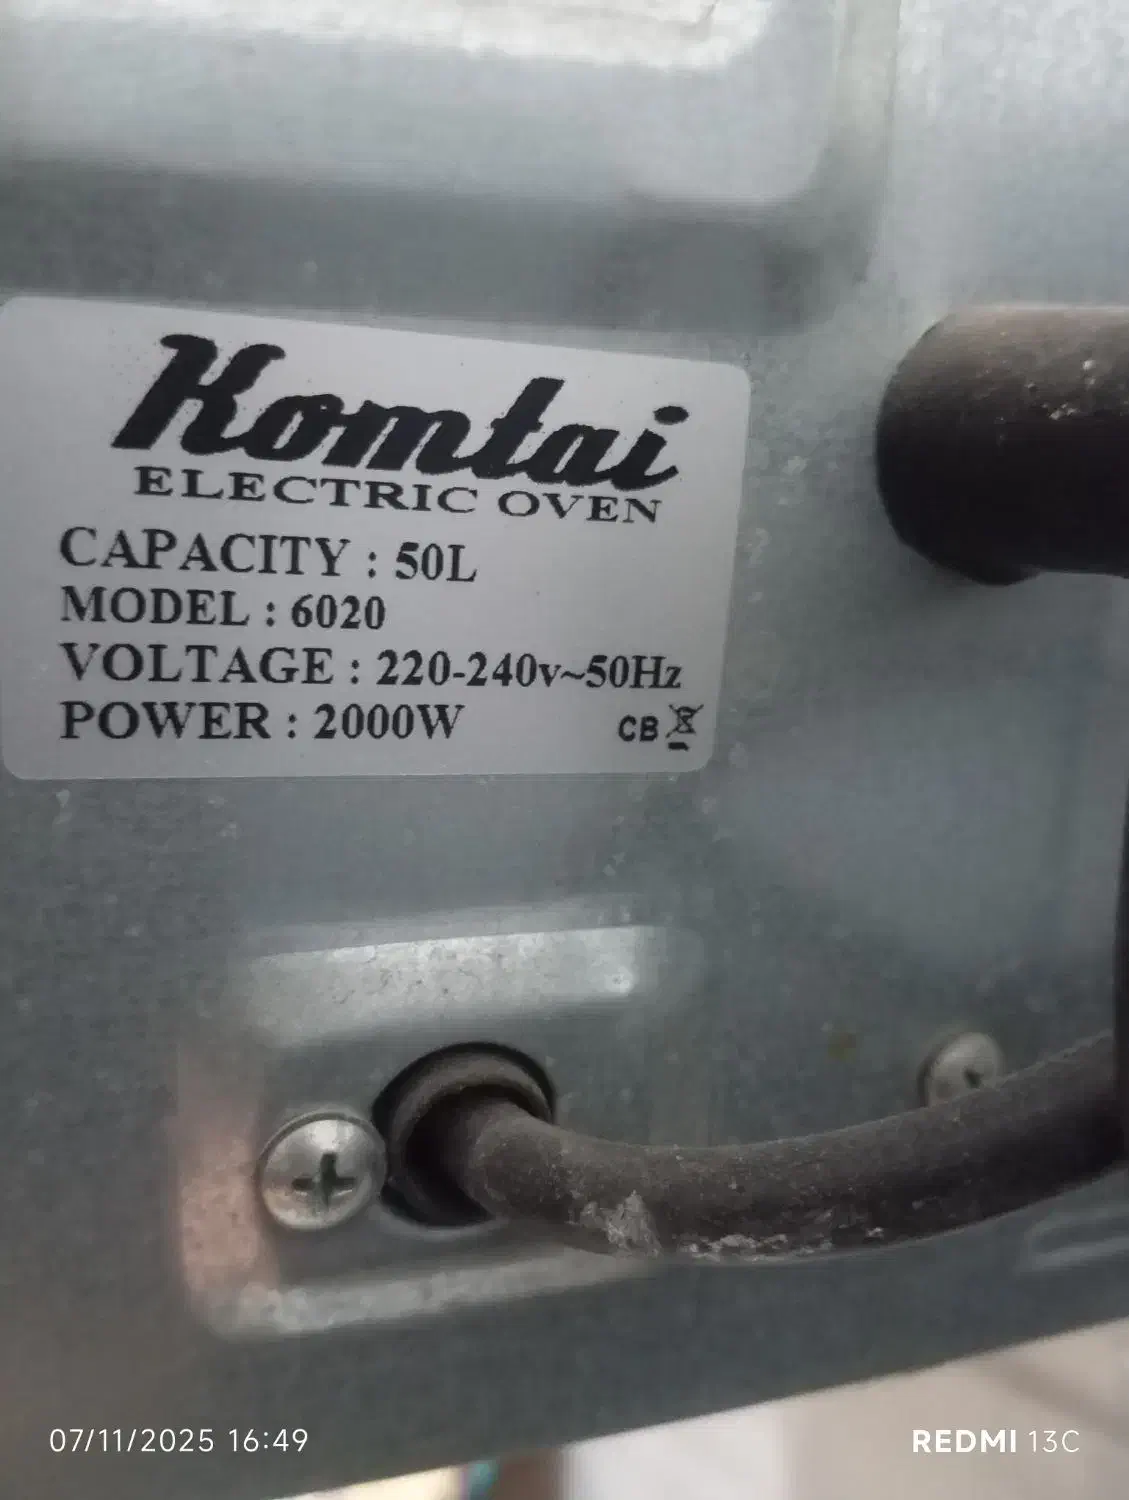 Komtai
ELECTRIC OVEN
CAPACITY : 50L
MODEL : 6020
VOLTAGE : 220-240v~50Hz
POWER : 2000W
CB
07/11/2025 16:49
REDMI 13C